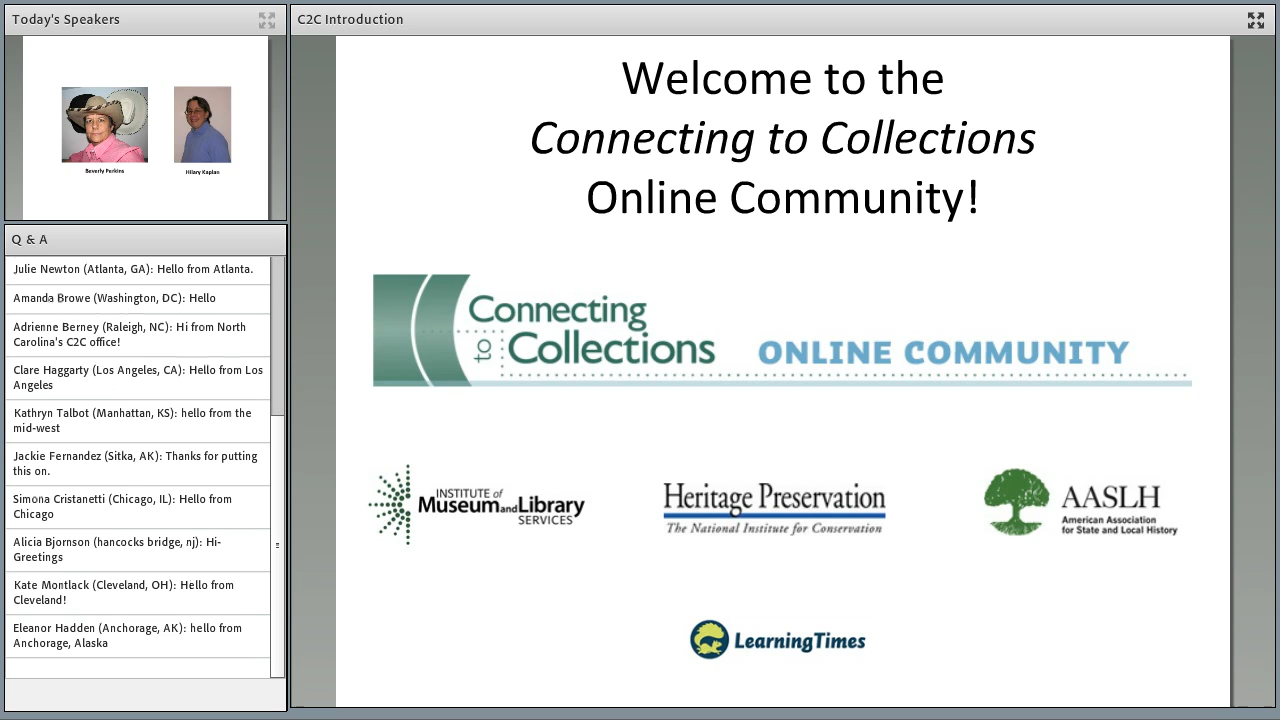 Today's Speakers
Beverly Perkins
Hilary Kaplan
Q & A
Julie Newton (Atlanta, GA): Hello from Atlanta.
Amanda Browe (Washington, DC): Hello
Adrienne Berney (Raleigh, NC): Hi from North
Carolina's C2C office!
Clare Haggarty (Los Angeles, CA): Hello from Los
Angeles
Kathryn Talbot (Manhattan, KS): hello from the
mid-west
Jackie Fernandez (Sitka, AK): Thanks for putting
this on.
Simona Cristanetti (Chicago, IL): Hello from
Chicago
Alicia Bjornson (hancocks bridge, nj): Hi-
Greetings
Kate Montlack (Cleveland, OH): Hello from
Cleveland!
Eleanor Hadden (Anchorage, AK): hello from
Anchorage, Alaska
C2C Introduction
Welcome to the
Connecting to Collections
Online Community!
Connecting
to Collections ONLINE COMMUNITY
INSTITUTE of
Museum and Library
SERVICES
Heritage Preservation
The National Institute for Conservation
AASLH
American Association
for State and Local History
LearningTimes